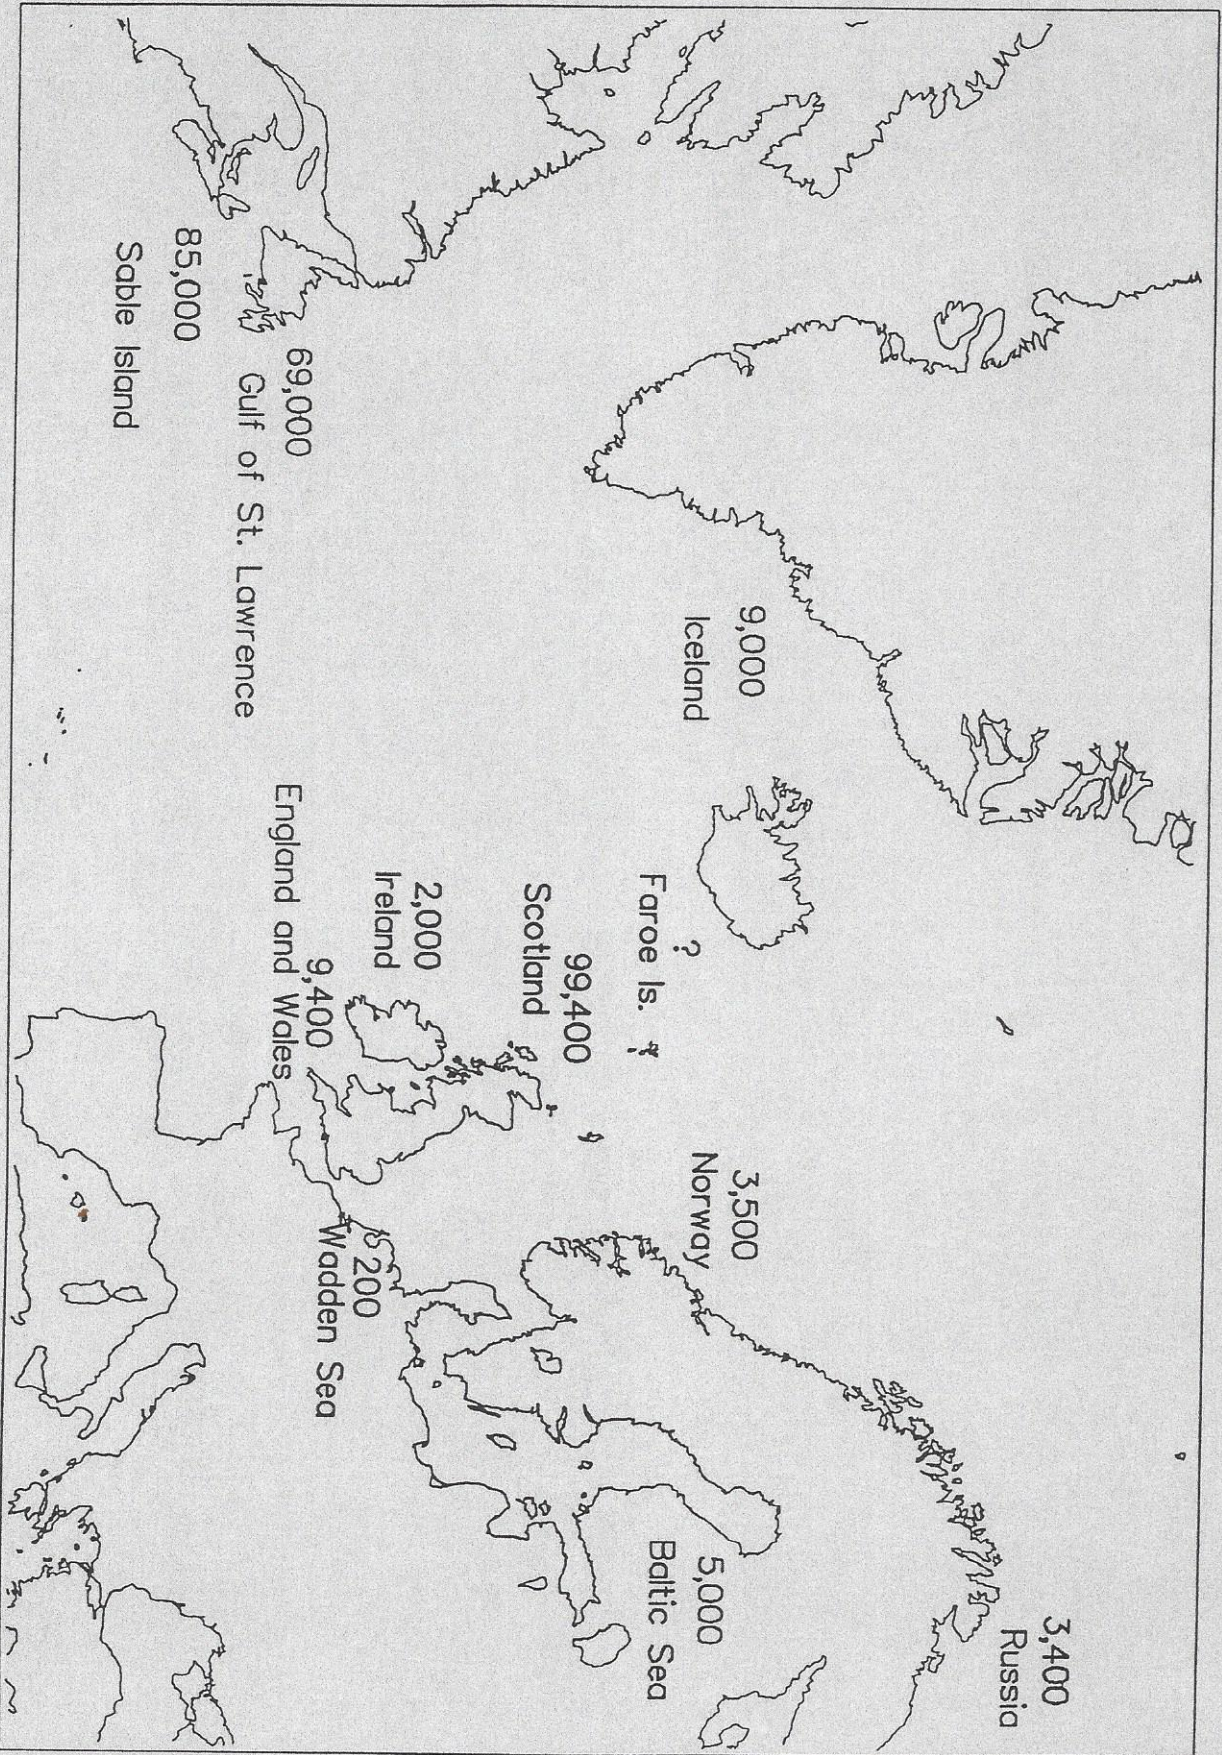 3,400
Russia
9,000
Iceland
3,500
Norway
5,000
Baltic Sea
?
Faroe Is.
99,400
Scotland
2,000
Ireland
9,400
England and Wales
200
Wadden Sea
69,000
Gulf of St. Lawrence
85,000
Sable Island